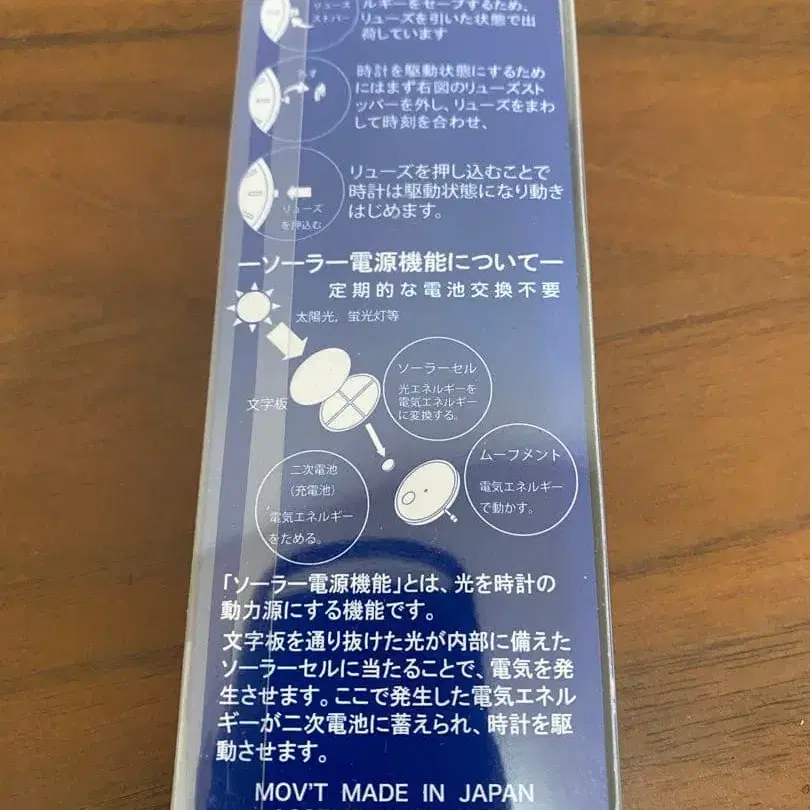 ルギーをセーブするため、
リューズを引いた状態で出
荷しています
リューズ
ストパー
時計を駆動状態にするため
にはまず右図のリューズスト
ッパーを外し、リューズをまわ
して時刻を合わせ、
外す
リューズを押し込むことで
時計は駆動状態になり動き
はじめます。
リューズ
を押込む
ーソーラー電源機能についてー
定期的な電池交換不要
太陽光，蛍光灯等
ソーラーセル
光エネルギーを
電気エネルギー
に変換する。
文字板
ムーブメント
電気エネルギー
で動かす。
二次電池
（充電池）
電気エネルギー
をためる。
「ソーラー電源機能」とは、光を時計の
動力源にする機能です。
文字板を通り抜けた光が内部に備えた
ソーラーセルに当たることで、電気を発
生させます。ここで発生した電気エネル
ギーが二次電池に蓄えられ、時計を駆
動させます。
MOV'T MADE IN JAPAN